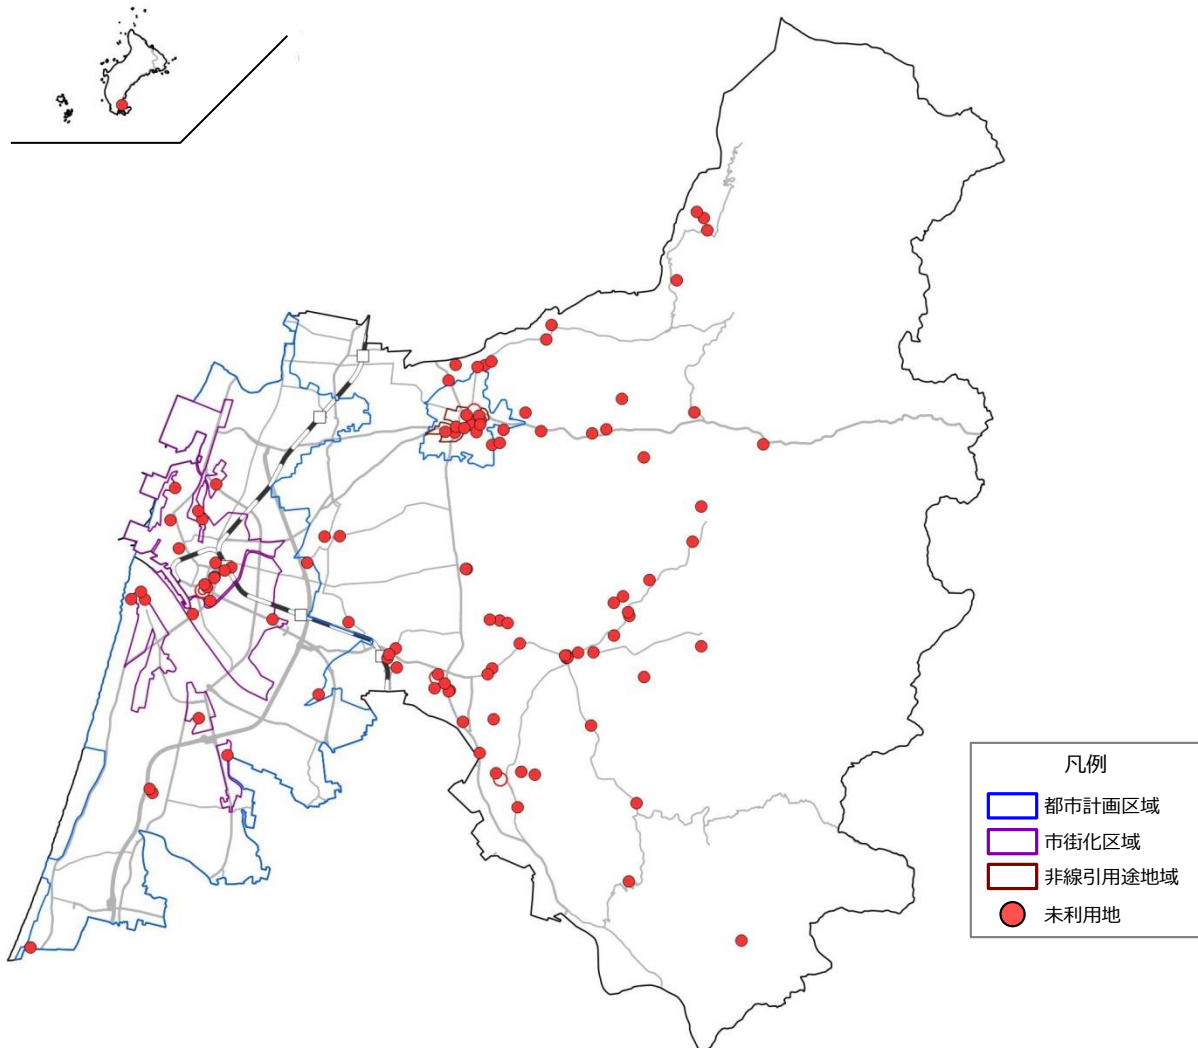 凡例
都市計画区域
市街化区域
非線引用途地域
未利用地